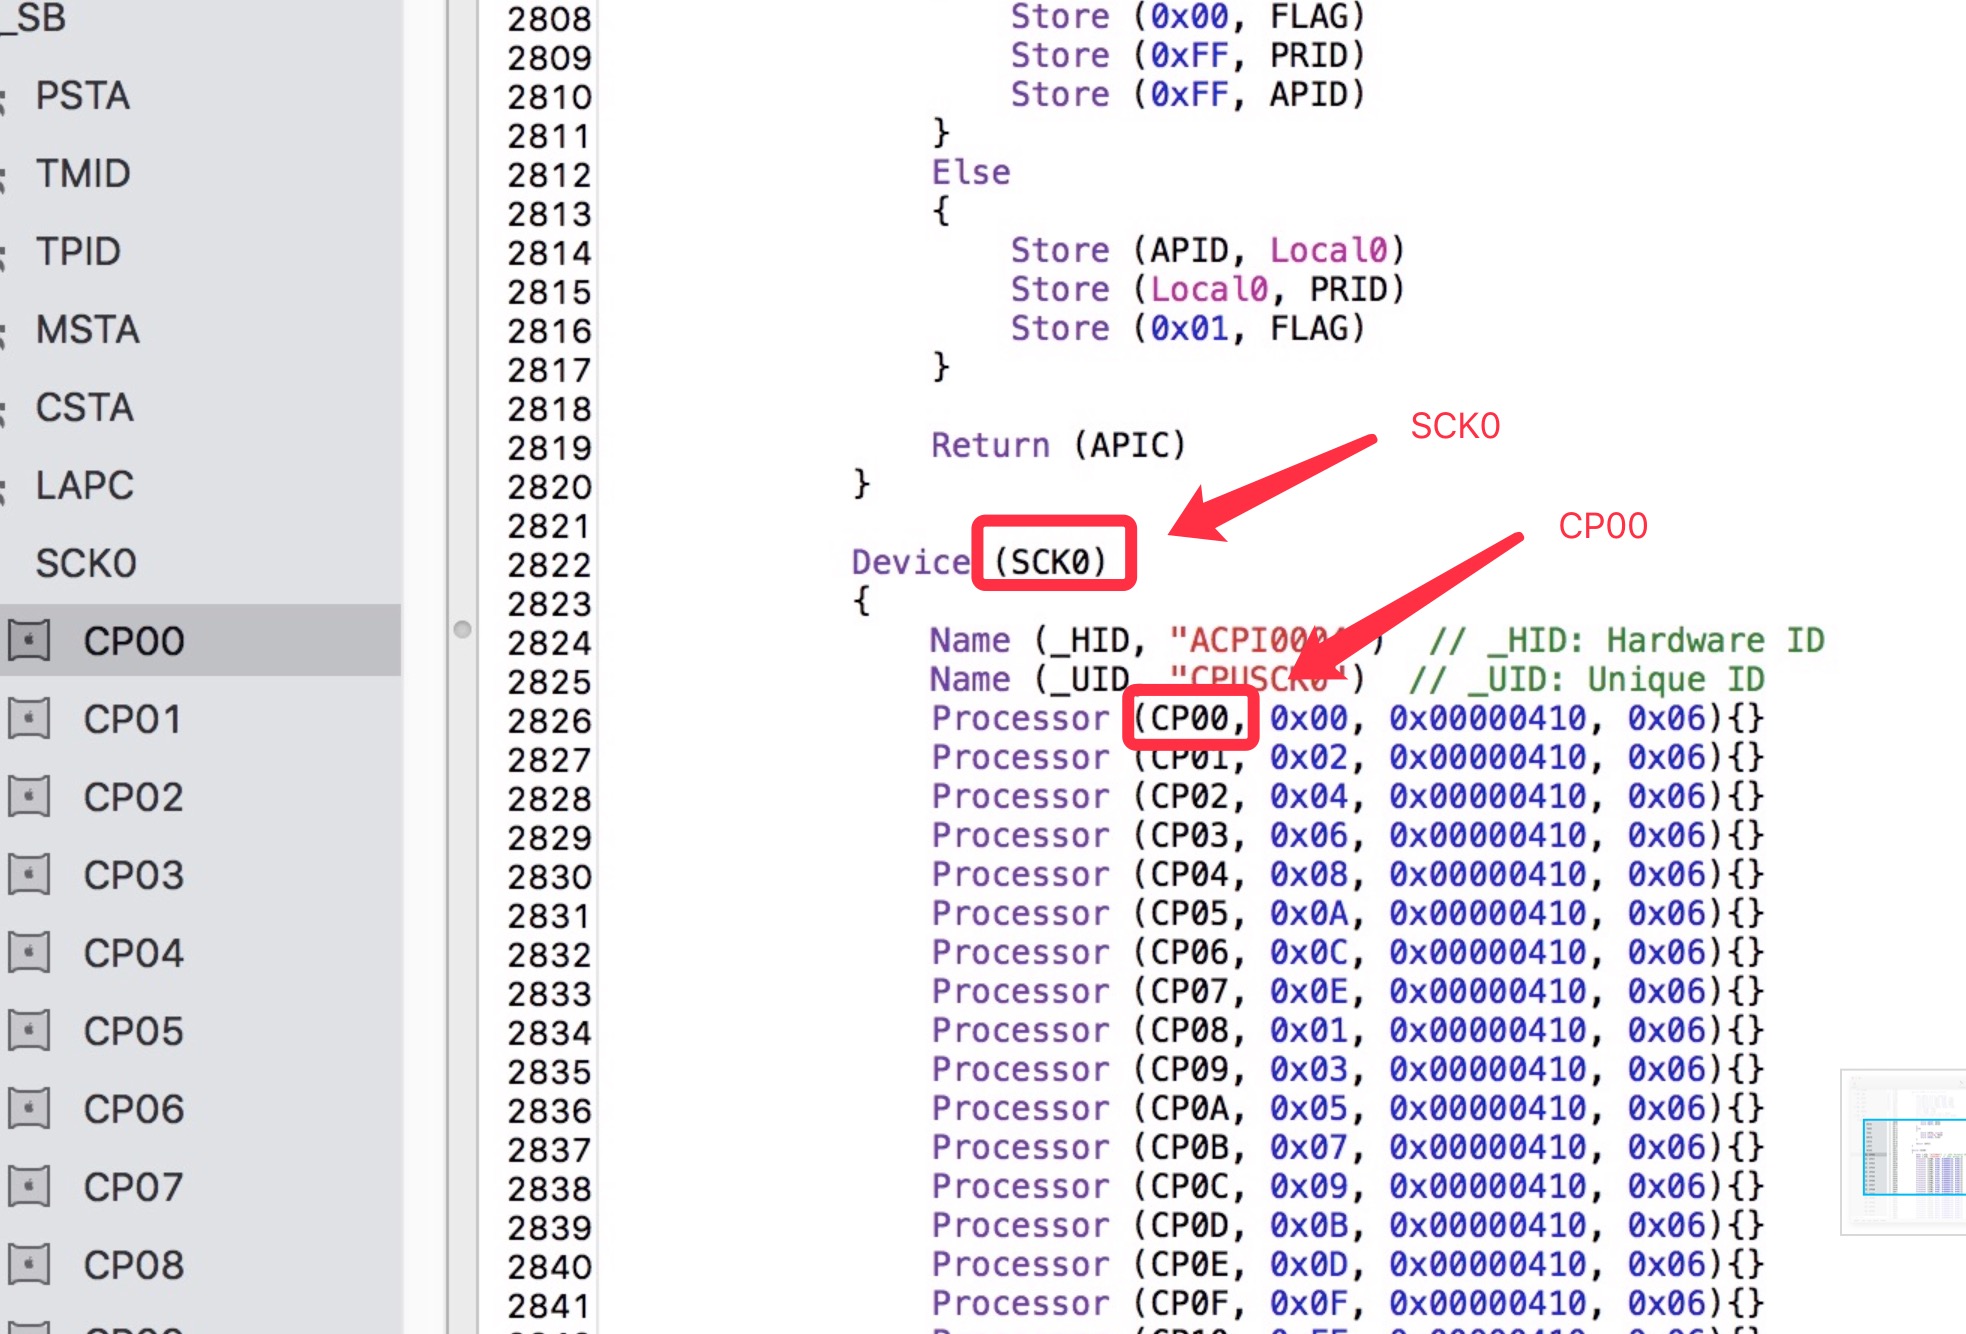 _SB
PSTA
TMID
TPID
MSTA
CSTA
LAPC
SCK0
CP00
CP01
CP02
CP03
CP04
CP05
CP06
CP07
CP08
2808 Store (0x00, FLAG)
2809 Store (0xFF, PRID)
2810 Store (0xFF, APID)
2811 }
2812 Else
2813 {
2814 Store (APID, Local0)
2815 Store (Local0, PRID)
2816 Store (0x01, FLAG)
2817 }
2818
2819 Return (APIC)
2820 }
2821
2822 Device (SCK0)
2823 {
2824 Name (_HID, ) // _HID: Hardware ID
2825 Name (_UID "CPUSCK0") // _UID: Unique ID
2826 Processor (CP00, 0x00, 0x00000410, 0x06){}
2827 Processor (CP01, 0x02, 0x00000410, 0x06){}
2828 Processor (CP02, 0x04, 0x00000410, 0x06){}
2829 Processor (CP03, 0x06, 0x00000410, 0x06){}
2830 Processor (CP04, 0x08, 0x00000410, 0x06){}
2831 Processor (CP05, 0x0A, 0x00000410, 0x06){}
2832 Processor (CP06, 0x0C, 0x00000410, 0x06){}
2833 Processor (CP07, 0x0E, 0x00000410, 0x06){}
2834 Processor (CP08, 0x01, 0x00000410, 0x06){}
2835 Processor (CP09, 0x03, 0x00000410, 0x06){}
2836 Processor (CP0A, 0x05, 0x00000410, 0x06){}
2837 Processor (CP0B, 0x07, 0x00000410, 0x06){}
2838 Processor (CP0C, 0x09, 0x00000410, 0x06){}
2839 Processor (CP0D, 0x0B, 0x00000410, 0x06){}
2840 Processor (CP0E, 0x0D, 0x00000410, 0x06){}
2841 Processor (CP0F, 0x0F, 0x00000410, 0x06){}
SCK0
CP00